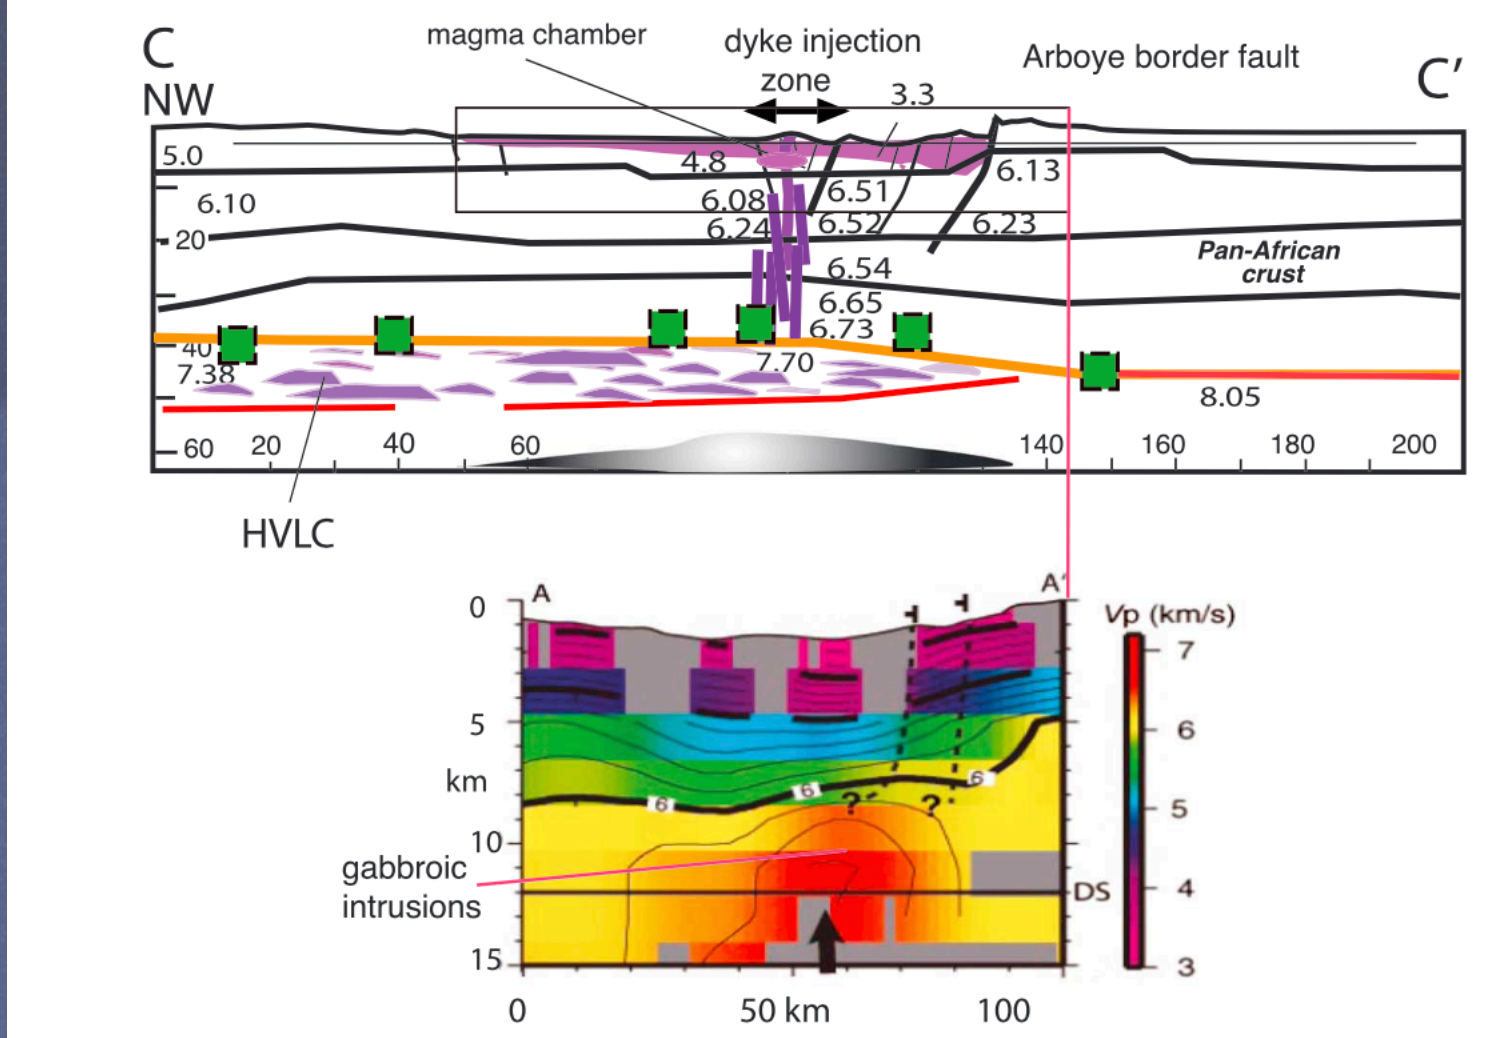 C
NW
magma chamber
dyke injection
zone
Arboye border fault
C′
3.3
5.0
4.8
6.13
6.10
6.08
6.51
20
6.24
6.52
6.23
Pan-African
crust
6.54
6.65
6.73
40
7.38
7.70
8.05
60
20
40
60
140
160
180
200
HVLC
A
A'
0
5
km
10
15
Vp (km/s)
7
6
5
4
3
6
6
6
?
?
gabbroic
intrusions
DS
0
50 km
100